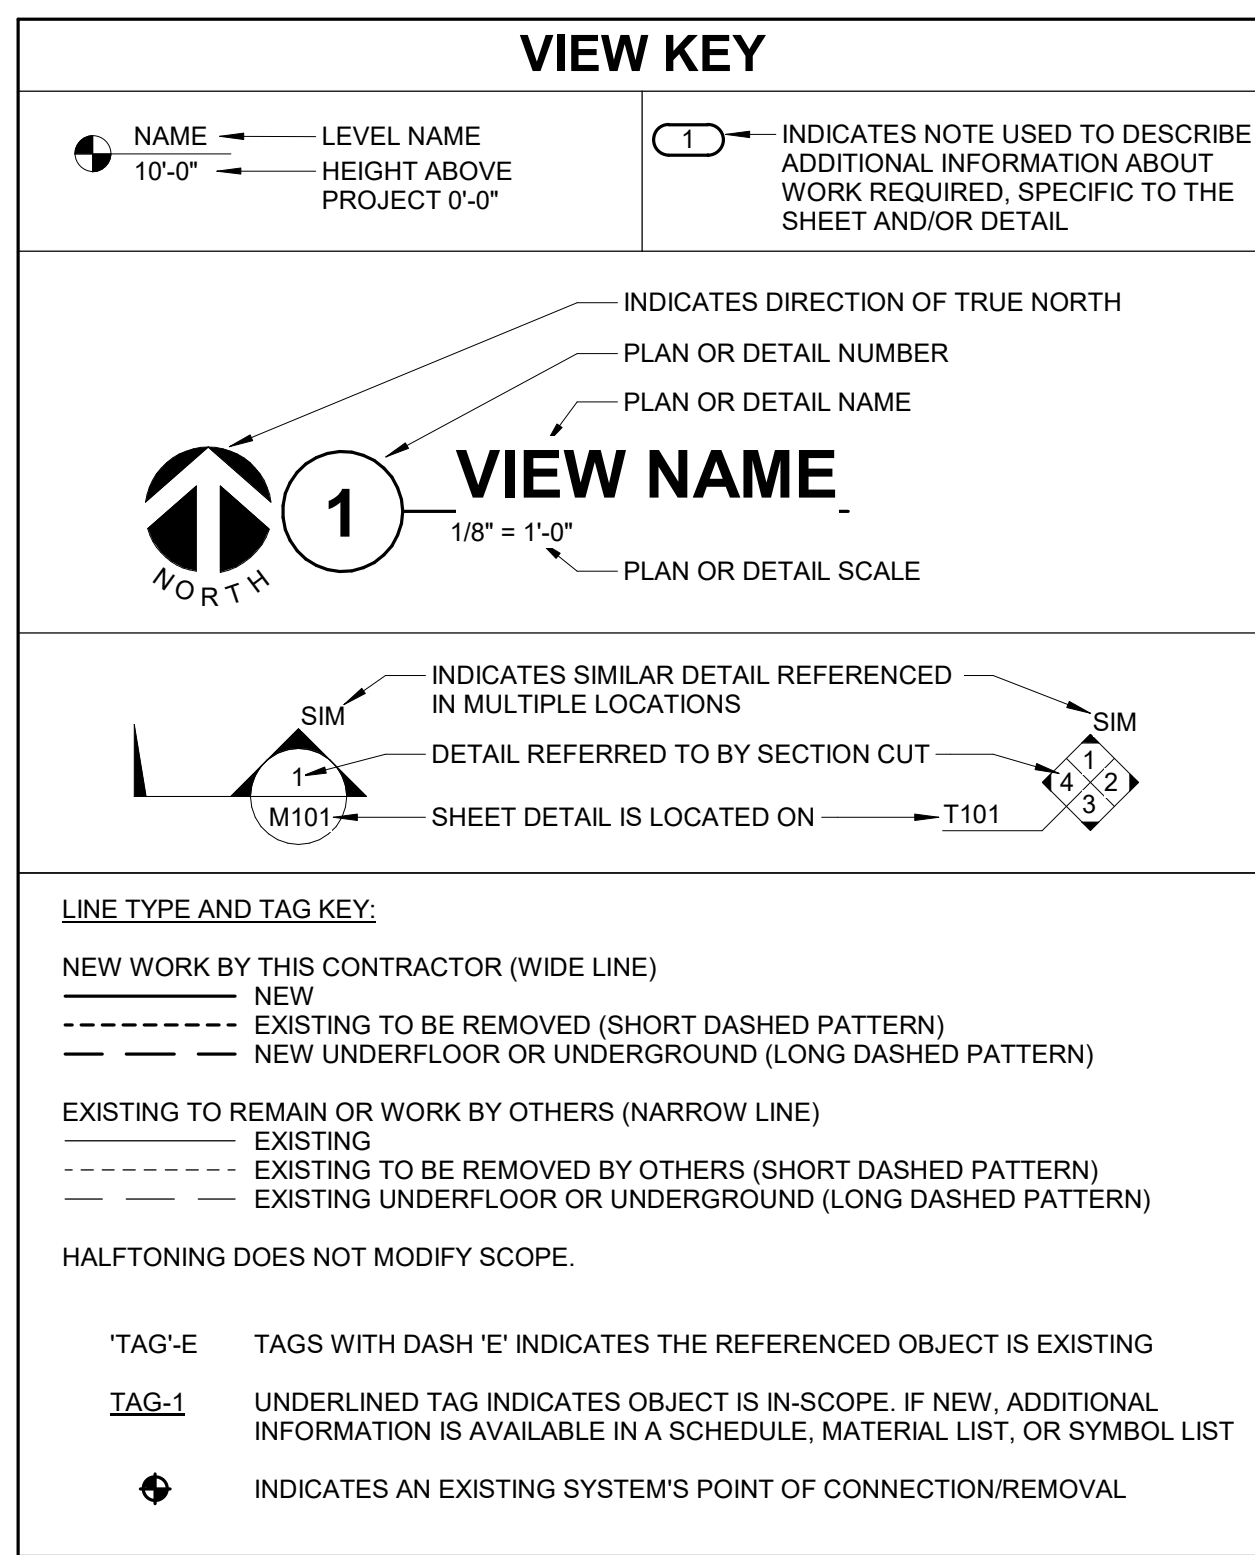 VIEW KEY
NAME
LEVEL NAME
10'-0"
HEIGHT ABOVE
PROJECT 0'-0"
1
INDICATES NOTE USED TO DESCRIBE
ADDITIONAL INFORMATION ABOUT
WORK REQUIRED, SPECIFIC TO THE
SHEET AND/OR DETAIL
INDICATES DIRECTION OF TRUE NORTH
PLAN OR DETAIL NUMBER
PLAN OR DETAIL NAME
NORTH
1
VIEW NAME
1/8" = 1'-0"
PLAN OR DETAIL SCALE
SIM
INDICATES SIMILAR DETAIL REFERENCED
IN MULTIPLE LOCATIONS
SIM
1
DETAIL REFERRED TO BY SECTION CUT
1
4
2
3
M101
SHEET DETAIL IS LOCATED ON
T101
LINE TYPE AND TAG KEY:
NEW WORK BY THIS CONTRACTOR (WIDE LINE)
NEW
EXISTING TO BE REMOVED (SHORT DASHED PATTERN)
NEW UNDERFLOOR OR UNDERGROUND (LONG DASHED PATTERN)
EXISTING TO REMAIN OR WORK BY OTHERS (NARROW LINE)
EXISTING
EXISTING TO BE REMOVED BY OTHERS (SHORT DASHED PATTERN)
EXISTING UNDERFLOOR OR UNDERGROUND (LONG DASHED PATTERN)
HALFTONING DOES NOT MODIFY SCOPE.
'TAG'-E TAGS WITH DASH 'E' INDICATES THE REFERENCED OBJECT IS EXISTING
TAG-1 UNDERLINED TAG INDICATES OBJECT IS IN-SCOPE. IF NEW, ADDITIONAL
INFORMATION IS AVAILABLE IN A SCHEDULE, MATERIAL LIST, OR SYMBOL LIST
INDICATES AN EXISTING SYSTEM'S POINT OF CONNECTION/REMOVAL